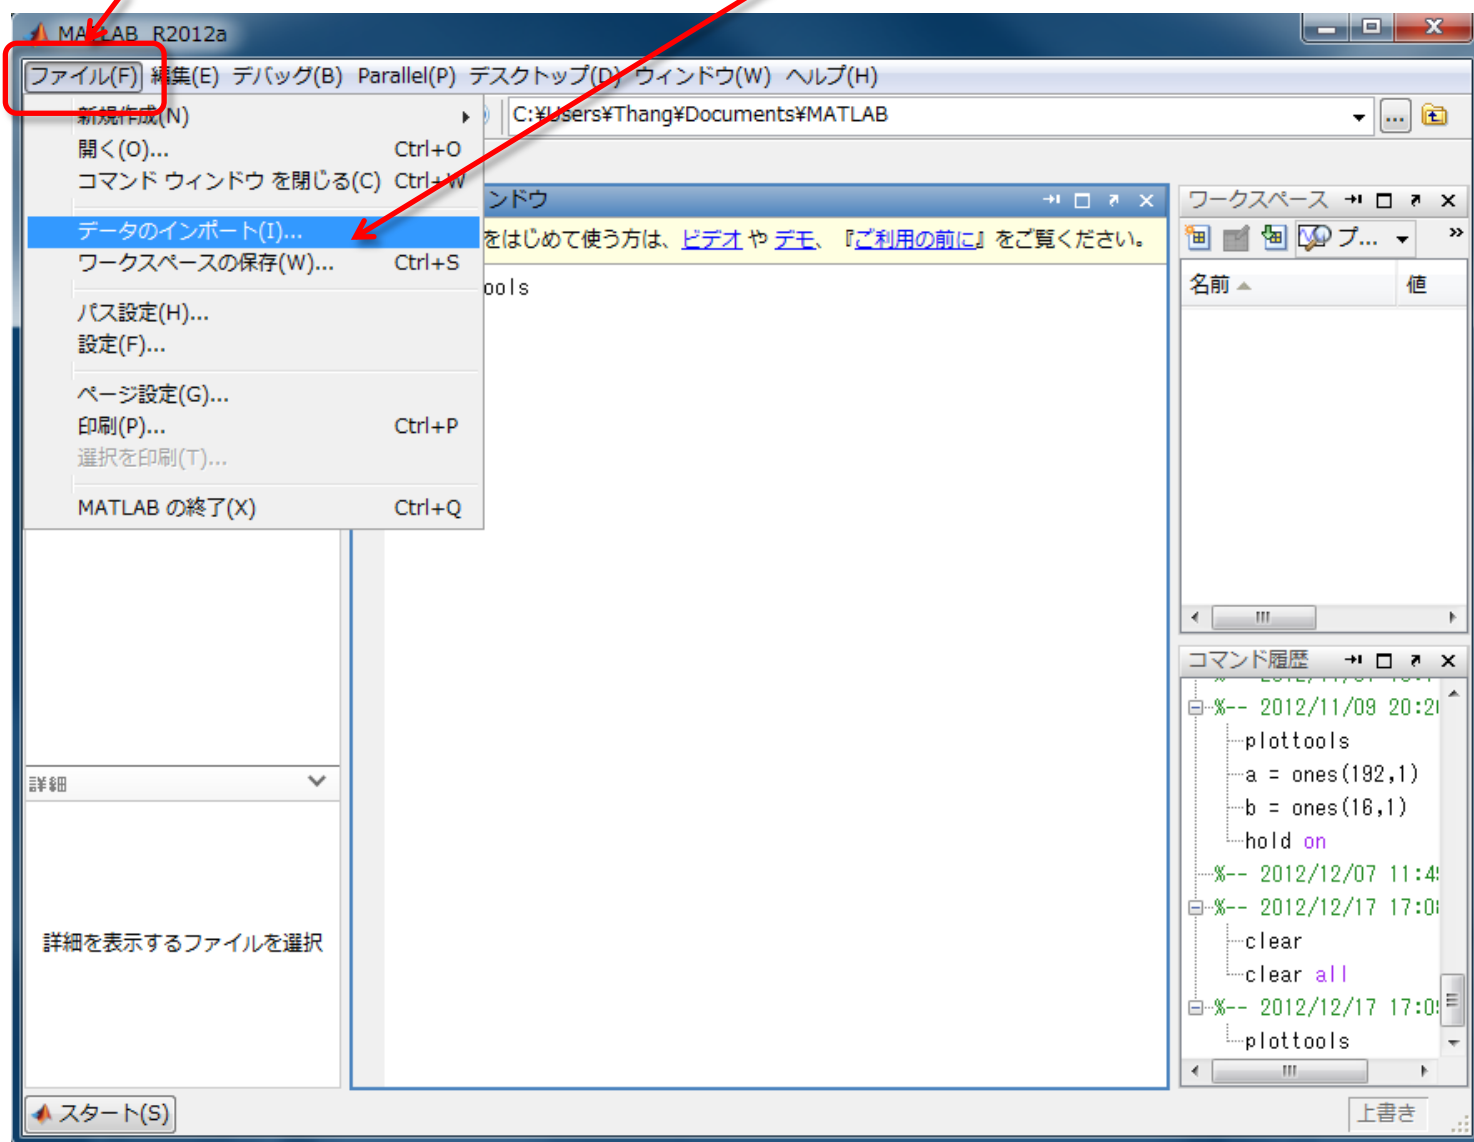 MATLAB R2012a
ファイル(F) 編集(E) デバッグ(B) Parallel(P) デスクトップ(D) ウィンドウ(W) ヘルプ(H)
新規作成(N)
開く(O)... Ctrl+O
コマンド ウィンドウ を閉じる(C) Ctrl+W
データのインポート(I)...
ワークスペースの保存(W)... Ctrl+S
パス設定(H)...
設定(F)...
ページ設定(G)...
印刷(P)... Ctrl+P
選択を印刷(T)...
MATLAB の終了(X) Ctrl+Q
C:¥Users¥Thang¥Documents¥MATLAB
...
ンドウ
をはじめて使う方は、ビデオ や デモ、『ご利用の前に』をご覧ください。
ools
ワークスペース
プ...
名前 値
コマンド履歴
%-- 2012/11/09 20:2
plottools
a = ones(192,1)
b = ones(16,1)
hold on
%-- 2012/12/07 11:4
%-- 2012/12/17 17:0
clear
clear all
%-- 2012/12/17 17:0
plottools
詳細
詳細を表示するファイルを選択
スタート(S)
上書き